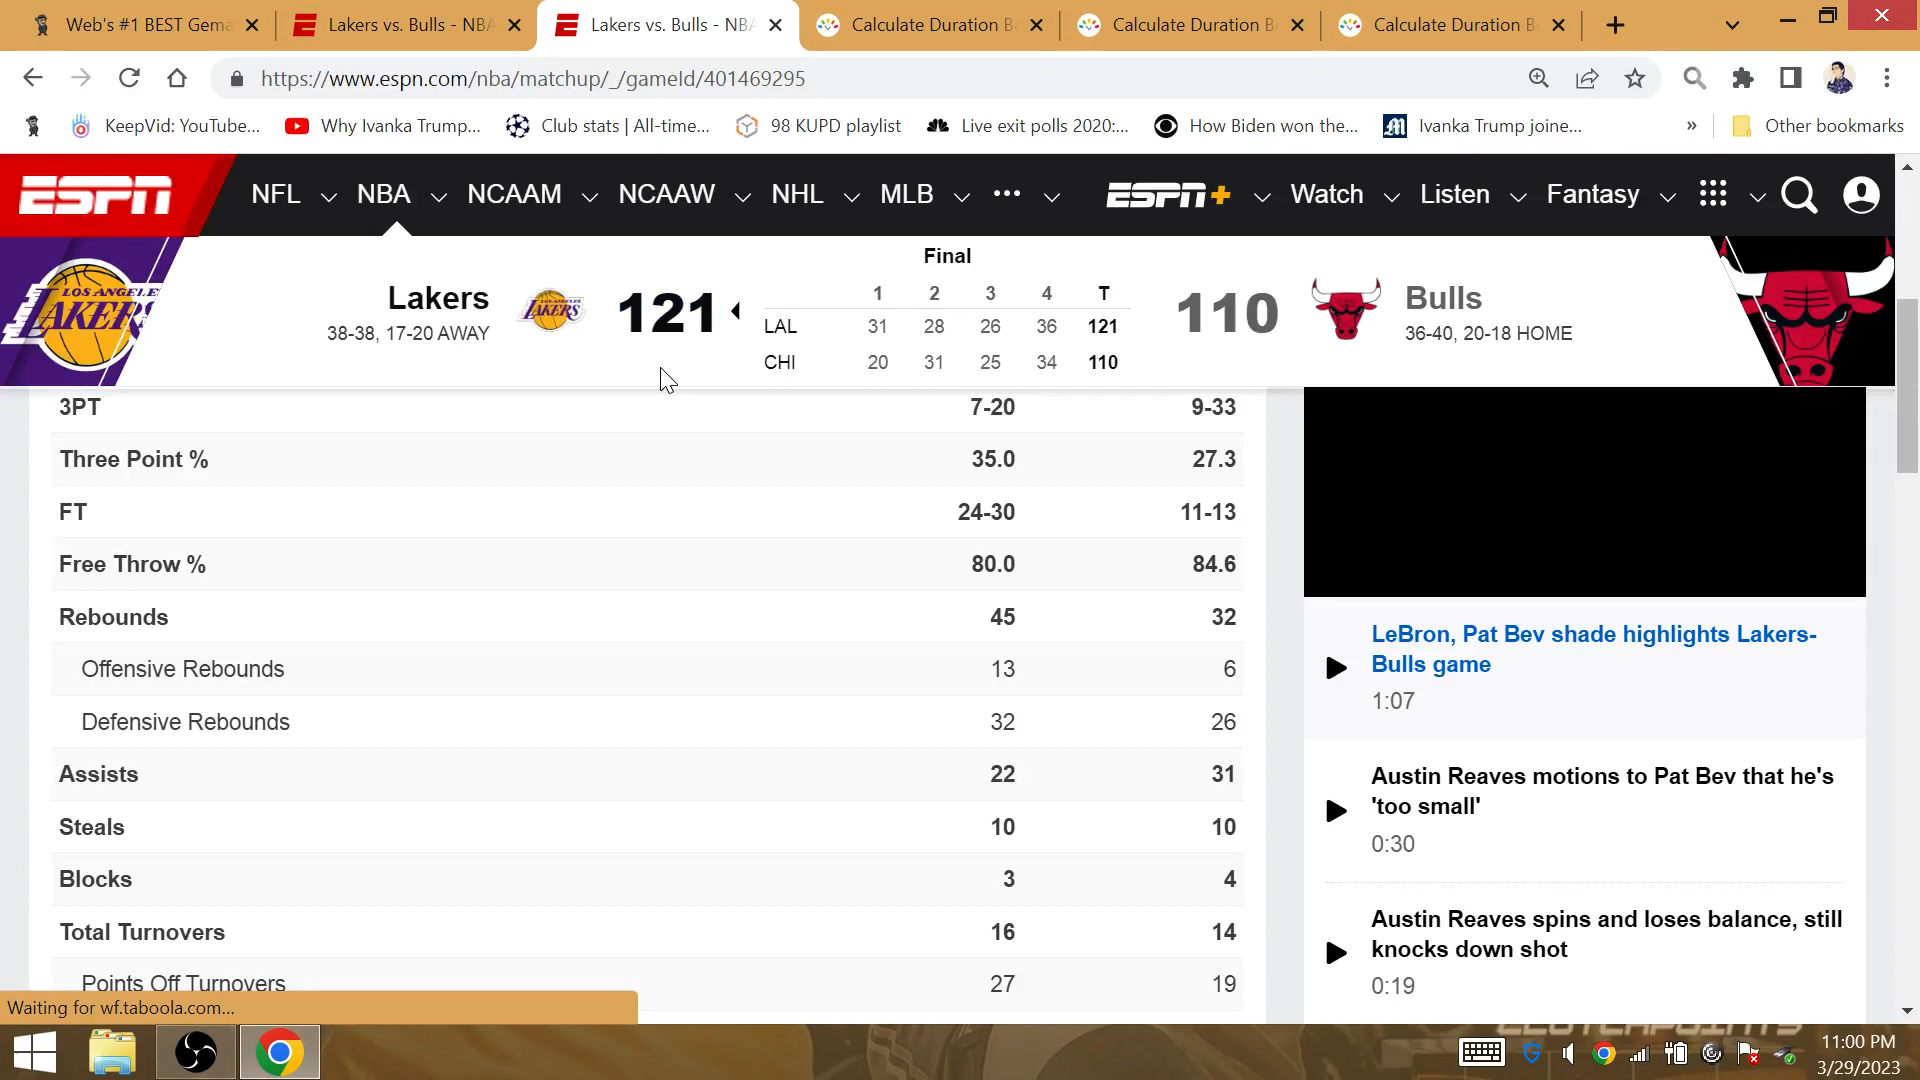 Web's #1 BEST Gema
Lakers vs. Bulls - NBA
Lakers vs. Bulls - NBA
Calculate Duration B
Calculate Duration B
Calculate Duration B
https://www.espn.com/nba/matchup/_/gameId/401469295
KeepVid: YouTube...
Why Ivanka Trump...
Club stats | All-time...
98 KUPD playlist
Live exit polls 2020:...
How Biden won the...
Ivanka Trump joine...
»
Other bookmarks
ESPN
NFL
NBA
NCAAM
NCAAW
NHL
MLB
...
ESPN+
Watch
Listen
Fantasy
LOS ANGELES
LAKERS
Lakers
38-38, 17-20 AWAY
121
Final
1 2 3 4 T
LAL 31 28 26 36 121
CHI 20 31 25 34 110
110
Bulls
36-40, 20-18 HOME
3PT 7-20 9-33
Three Point % 35.0 27.3
FT 24-30 11-13
Free Throw % 80.0 84.6
Rebounds 45 32
Offensive Rebounds 13 6
Defensive Rebounds 32 26
Assists 22 31
Steals 10 10
Blocks 3 4
Total Turnovers 16 14
Points Off Turnovers 27 19
LeBron, Pat Bev shade highlights Lakers-
Bulls game
1:07
Austin Reaves motions to Pat Bev that he's
'too small'
0:30
Austin Reaves spins and loses balance, still
knocks down shot
0:19
Waiting for wf.taboola.com...
CLUTCHPOINTS
11:00 PM
3/29/2023